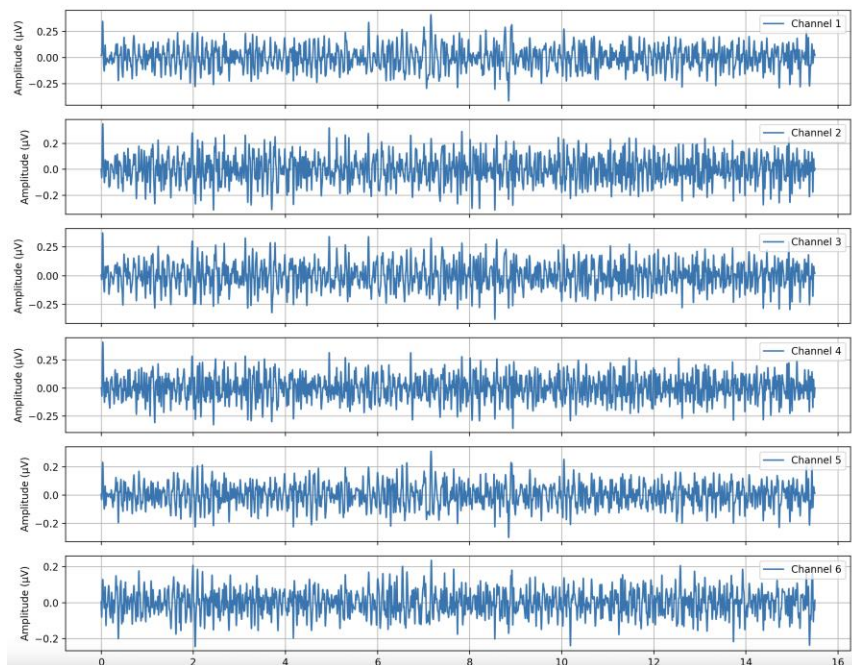 Amplitude (µV)
0.25
0.00
−0.25
Channel 1
Amplitude (µV)
0.2
0.0
−0.2
Channel 2
Amplitude (µV)
0.25
0.00
−0.25
Channel 3
Amplitude (µV)
0.25
0.00
−0.25
Channel 4
Amplitude (µV)
0.2
0.0
−0.2
Channel 5
Amplitude (µV)
0.2
0.0
−0.2
Channel 6
0 2 4 6 8 10 12 14 16